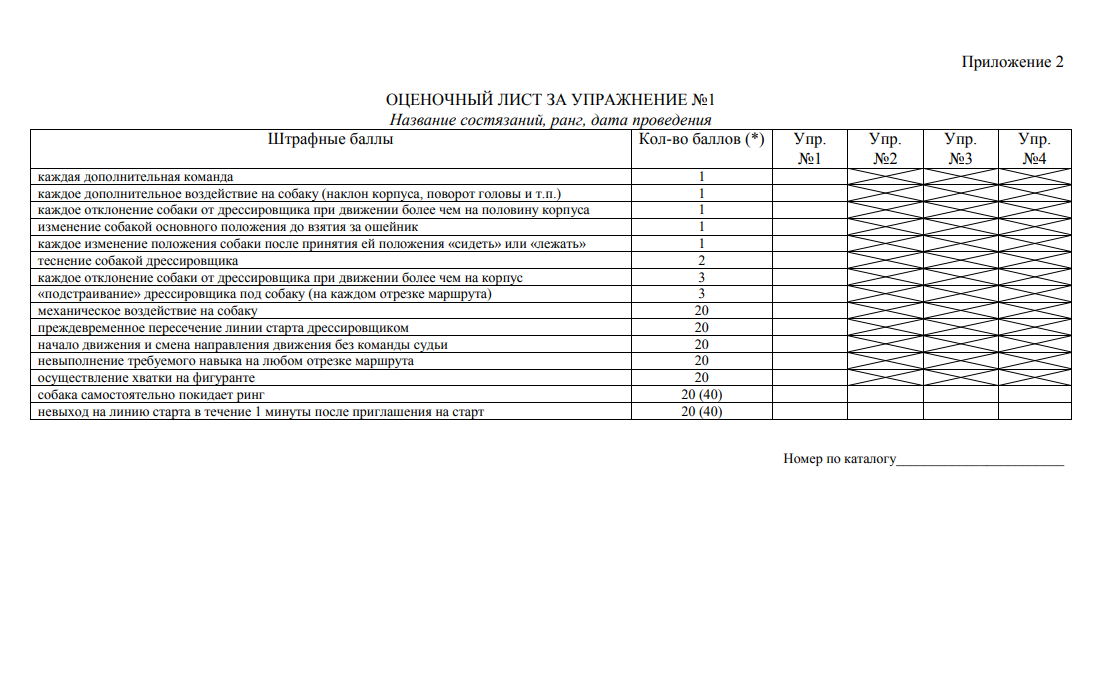 Приложение 2
ОЦЕНОЧНЫЙ ЛИСТ ЗА УПРАЖНЕНИЕ №1
Название состязаний, ранг, дата проведения
Штрафные баллы Кол-во баллов (*) Упр. №1 Упр. №2 Упр. №3 Упр. №4
каждая дополнительная команда 1
каждое дополнительное воздействие на собаку (наклон корпуса, поворот головы и т.п.) 1
каждое отклонение собаки от дрессировщика при движении более чем на половину корпуса 1
изменение собакой основного положения до взятия за ошейник 1
каждое изменение положения собаки после принятия ей положения «сидеть» или «лежать» 1
теснение собакой дрессировщика 2
каждое отклонение собаки от дрессировщика при движении более чем на корпус 3
«подстраивание» дрессировщика под собаку (на каждом отрезке маршрута) 3
механическое воздействие на собаку 20
преждевременное пересечение линии старта дрессировщиком 20
начало движения и смена направления движения без команды судьи 20
невыполнение требуемого навыка на любом отрезке маршрута 20
осуществление хватки на фигуранте 20
собака самостоятельно покидает ринг 20 (40)
невыход на линию старта в течение 1 минуты после приглашения на старт 20 (40)
Номер по каталогу________________________